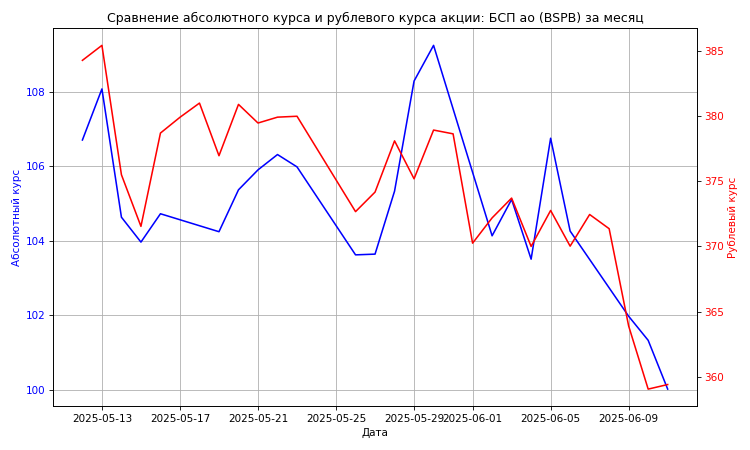 Сравнение абсолютного курса и рублевого курса акции: БСП ао (BSPB) за месяц
Абсолютный курс
108
106
104
102
100
385
380
375
370
365
360
Рублевый курс
2025-05-13 2025-05-17 2025-05-21 2025-05-25 2025-05-29 2025-06-01 2025-06-05 2025-06-09
Дата